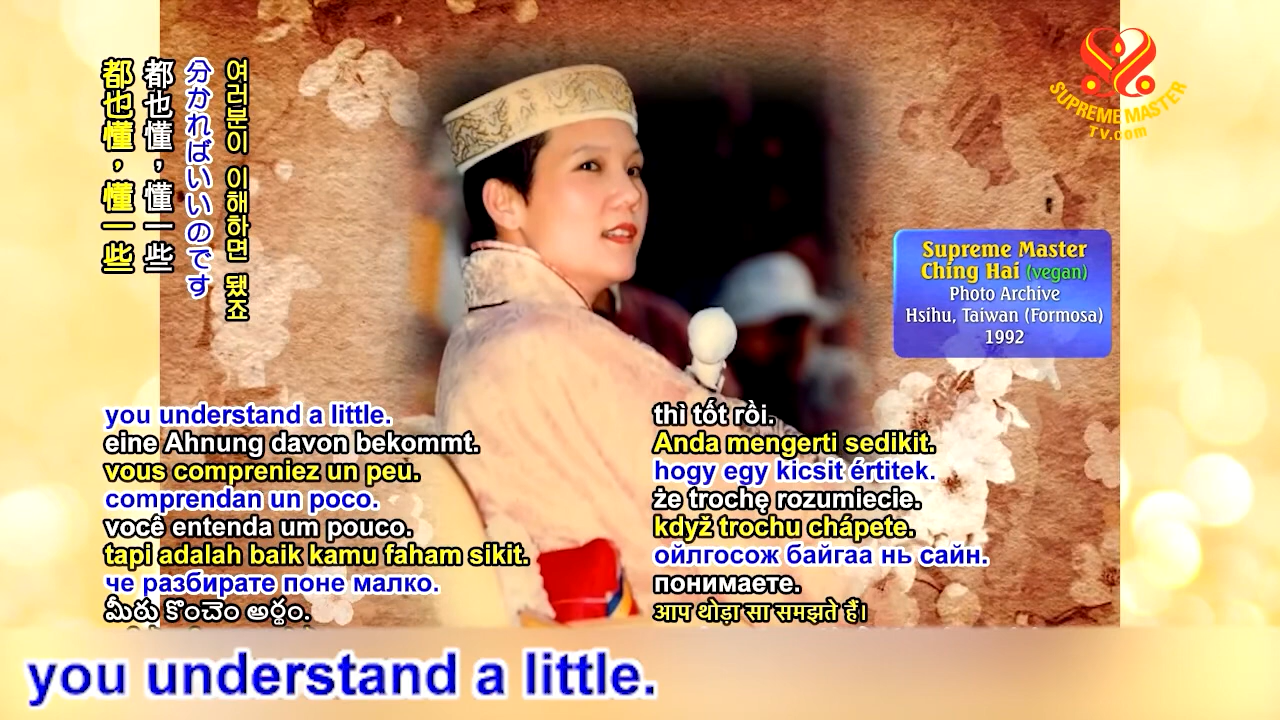 都也懂，懂一些
都也懂，懂一些
分かればいいのです
여러분이 이해하면 됐죠
SUPREME MASTER
TV.com
Supreme Master
Ching Hai (vegan)
Photo Archive
Hsihu, Taiwan (Formosa)
1992
you understand a little.
eine Ahnung davon bekommt.
vous compreniez un peu.
comprendan un poco.
você entenda um pouco.
tapi adalah baik kamu faham sikit.
че разбирате поне малко.
మీరు కొంచెం అర్థం.
thì tốt rồi.
Anda mengerti sedikit.
hogy egy kicsit értitek.
że trochę rozumiecie.
když trochu chápete.
ойлгосож байгаа нь сайн.
понимаете.
आप थोड़ा सा समझते हैं।
you understand a little.